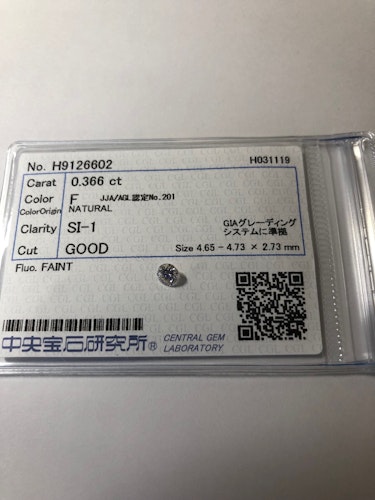 No. H9126602 H031119
Carat 0.366 ct
Color F JJA/AGL認定No.201
ColorOrigin NATURAL
Clarity SI-1 GIAグレーディング
システムに準拠
Cut GOOD Size 4.65 - 4.73 × 2.73 mm
Fluo. FAINT
中央宝石研究所® CENTRAL GEM
LABORATORY